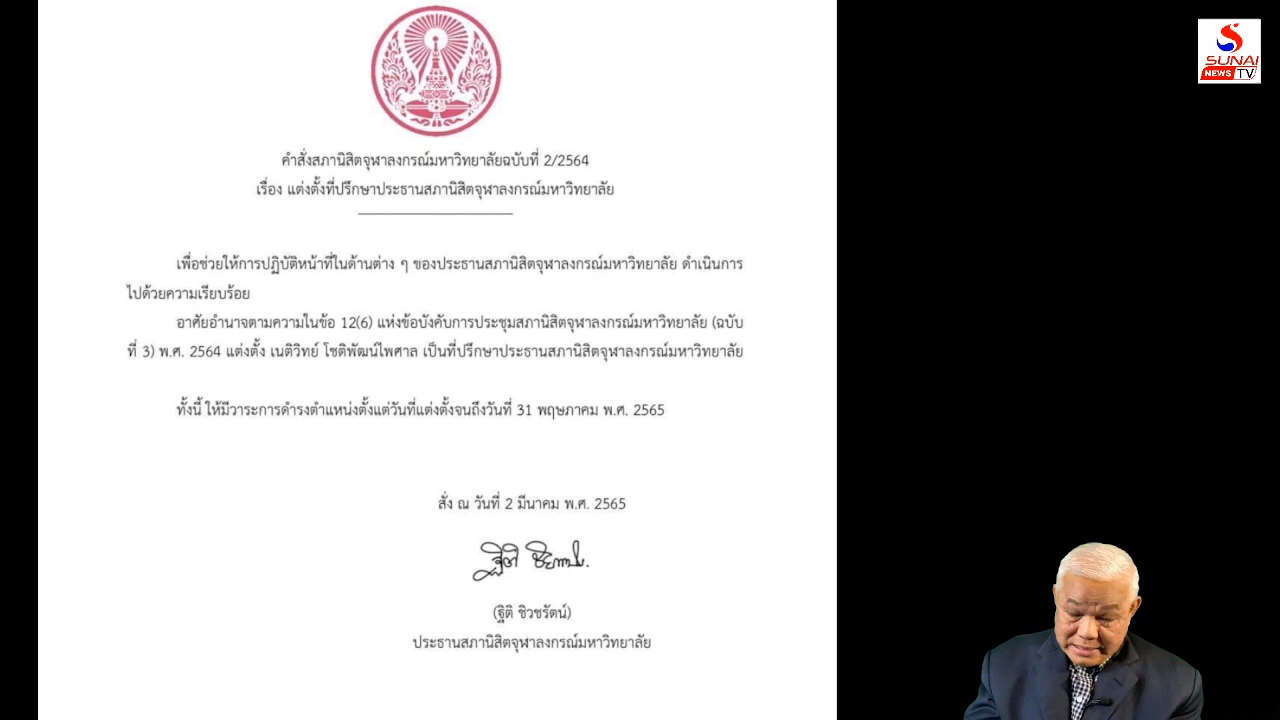 คำสั่งสภานิสิตจุฬาลงกรณ์มหาวิทยาลัยฉบับที่ 2/2564
เรื่อง แต่งตั้งที่ปรึกษาประธานสภานิสิตจุฬาลงกรณ์มหาวิทยาลัย
เพื่อช่วยให้การปฏิบัติหน้าที่ในด้านต่าง ๆ ของประธานสภานิสิตจุฬาลงกรณ์มหาวิทยาลัย ดำเนินการ
ไปด้วยความเรียบร้อย
อาศัยอำนาจตามความในข้อ 12(6) แห่งข้อบังคับการประชุมสภานิสิตจุฬาลงกรณ์มหาวิทยาลัย (ฉบับ
ที่ 3) พ.ศ. 2564 แต่งตั้ง เนติวิทย์ โชติพัฒน์ไพศาล เป็นที่ปรึกษาประธานสภานิสิตจุฬาลงกรณ์มหาวิทยาลัย
ทั้งนี้ ให้มีวาระการดำรงตำแหน่งตั้งแต่วันที่แต่งตั้งจนถึงวันที่ 31 พฤษภาคม พ.ศ. 2565
สั่ง ณ วันที่ 2 มีนาคม พ.ศ. 2565
(ฐิติ ชิวชรัตน์)
ประธานสภานิสิตจุฬาลงกรณ์มหาวิทยาลัย
SUNAI
NEWS TV